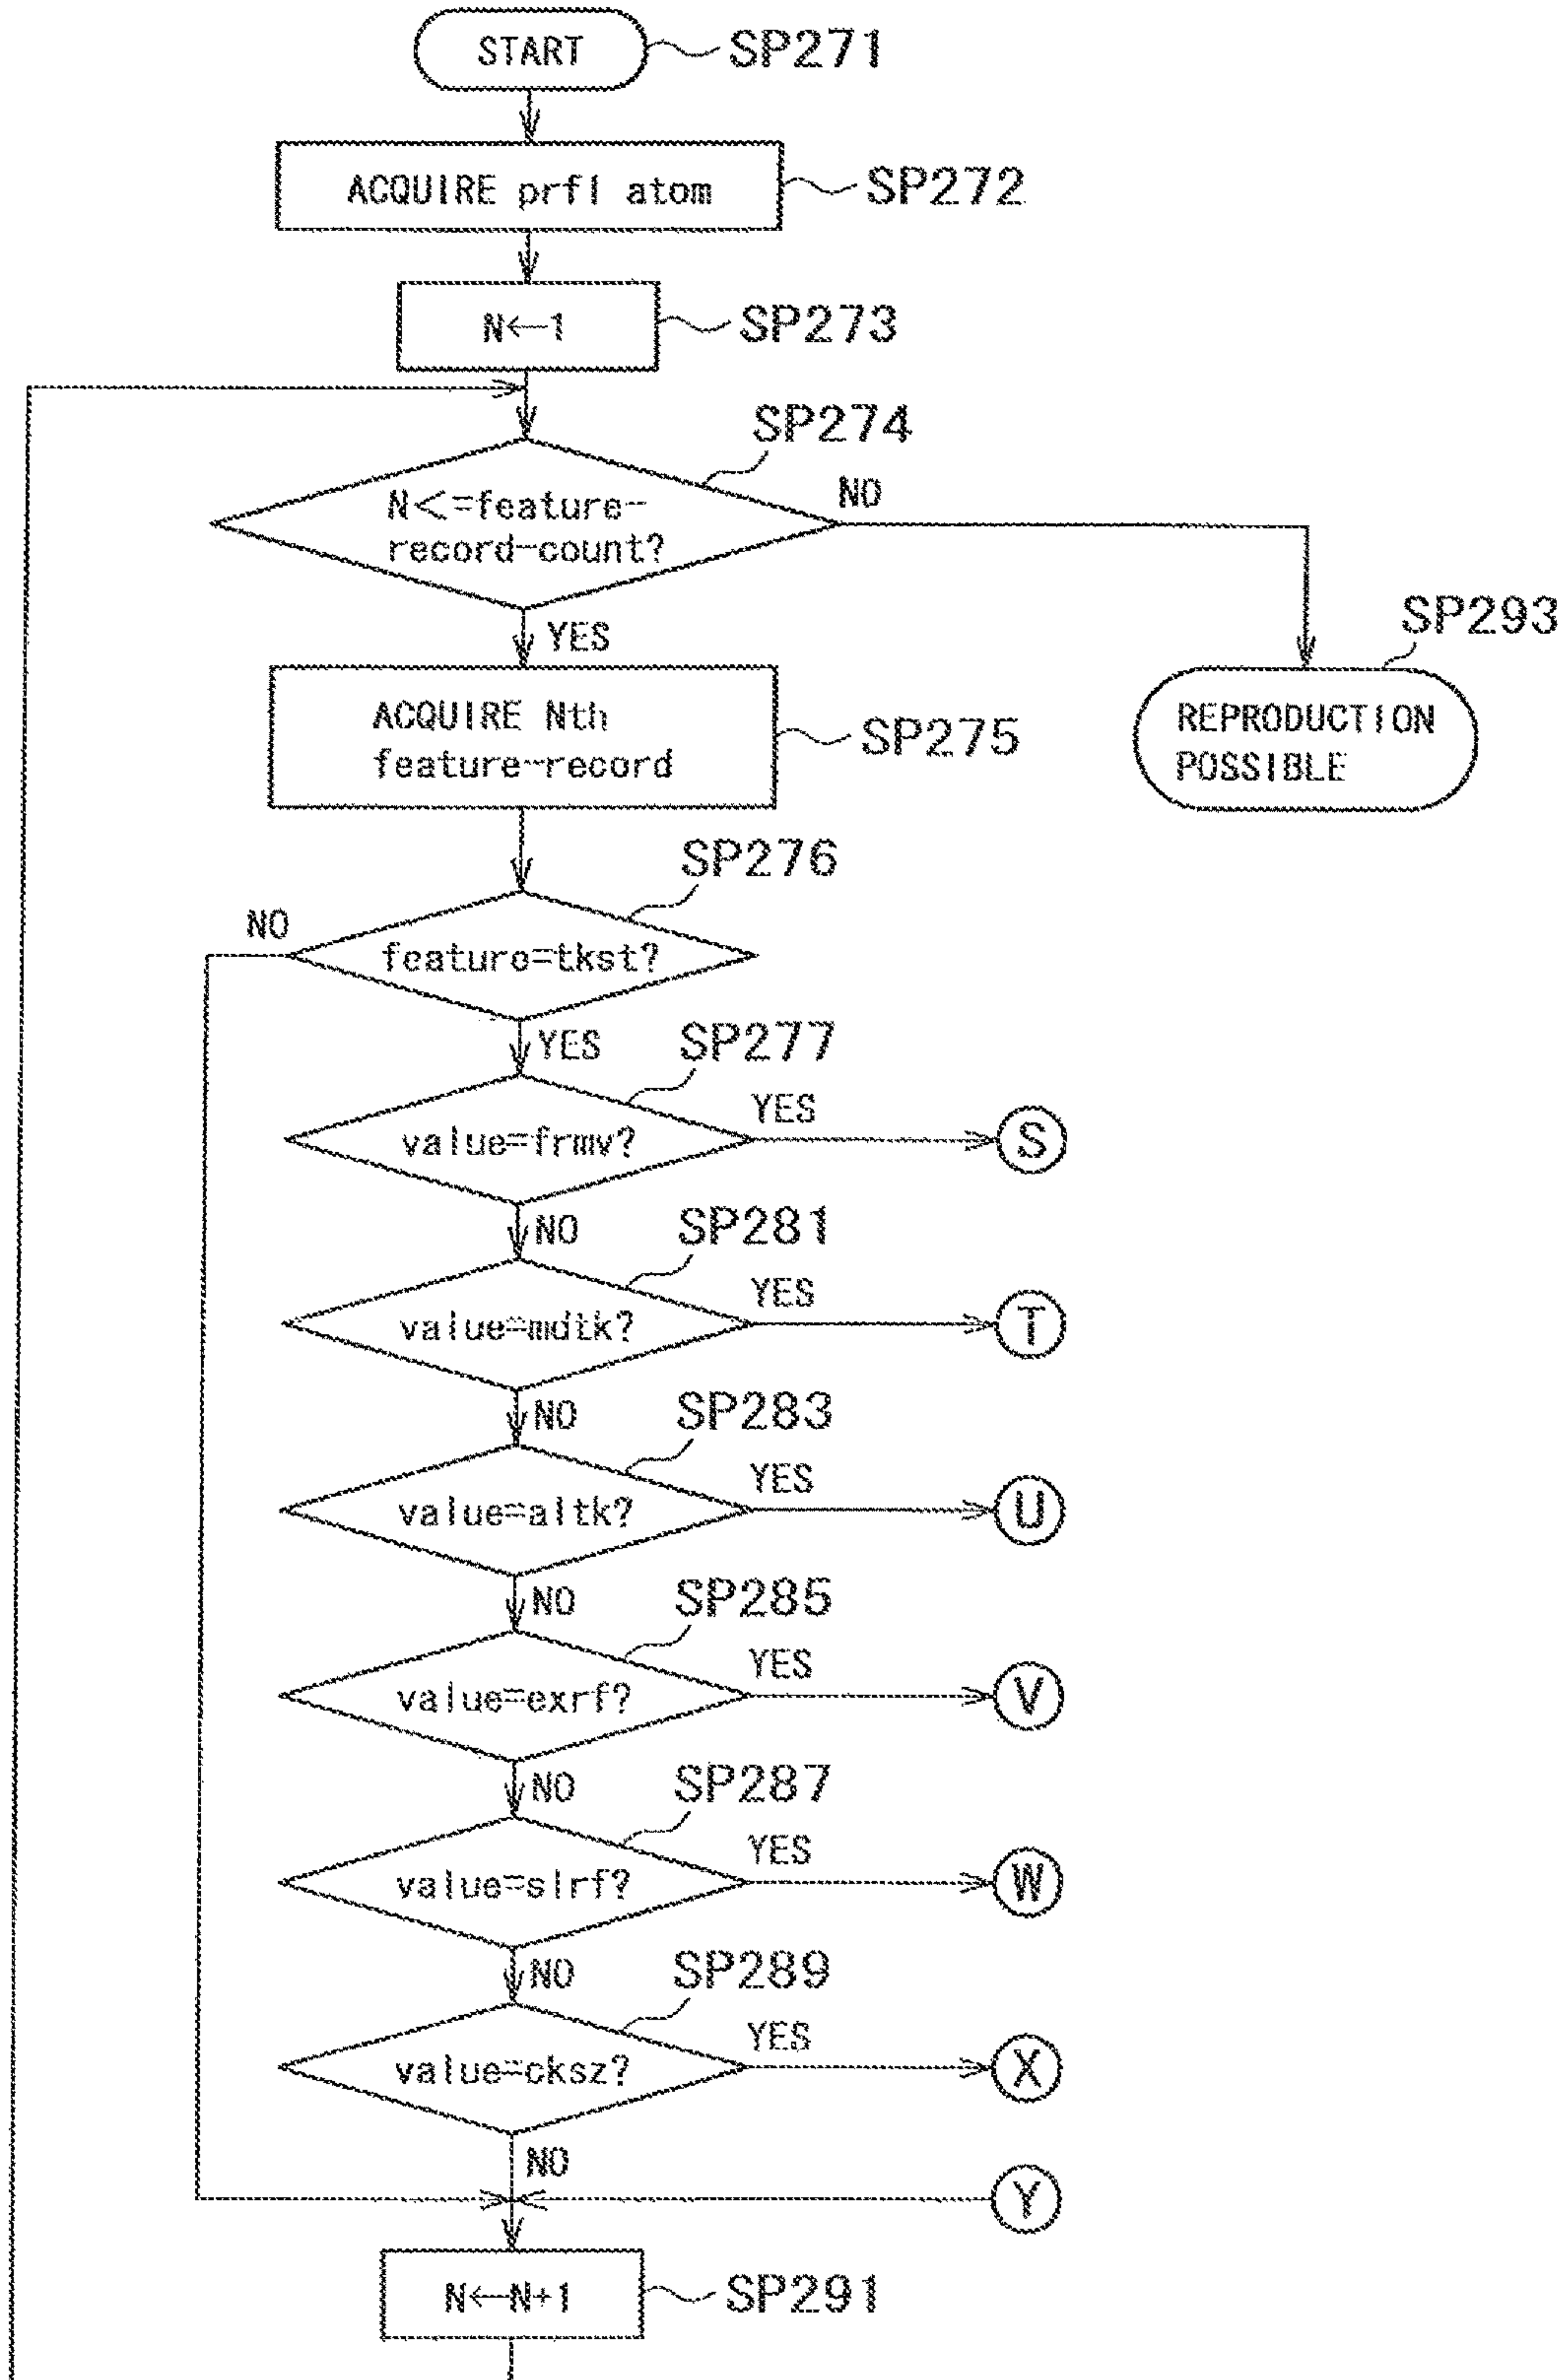 START
SP271
ACQUIRE prfl atom
SP272
N←1
SP273
SP274
N<=feature-
record-count?
NO
YES
SP293
REPRODUCTION
POSSIBLE
ACQUIRE Nth
feature-record
SP275
SP276
NO
feature=tkst?
YES
SP277
value=frmv?
YES
S
NO
SP281
value=mdtk?
YES
T
NO
SP283
value=altk?
YES
U
NO
SP285
value=exrf?
YES
V
NO
SP287
value=slrf?
YES
W
NO
SP289
value=cksz?
YES
X
NO
Y
N←N+1
SP291